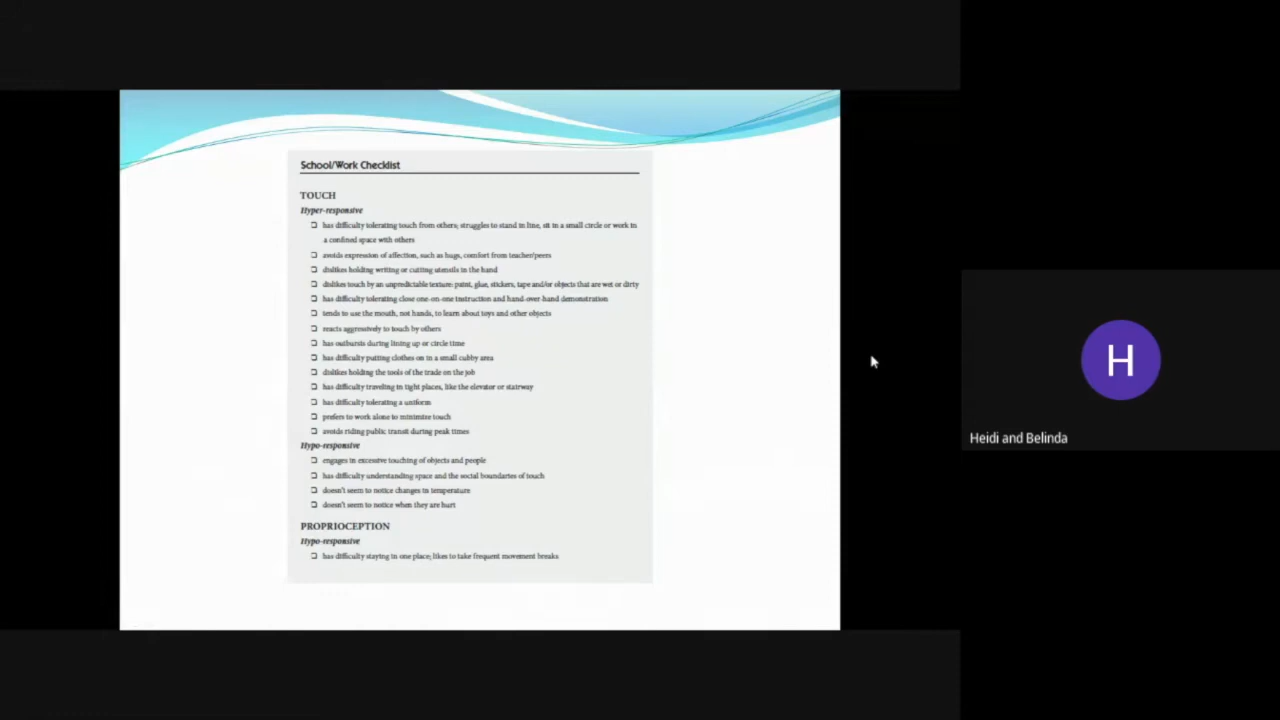 School/Work Checklist
TOUCH
Hyper-responsive
has difficulty tolerating touch from others; struggles to stand in line, sit in a small circle or work in
a confined space with others
avoids expression of affection, such as hugs, comfort from teacher/peers
dislikes holding writing or cutting utensils in the hand
dislikes touch by an unpredictable texture: paint, glue, stickers, tape and/or objects that are wet or dirty
has difficulty tolerating close one-on-one instruction and hand-over-hand demonstration
tends to use the mouth, not hands, to learn about toys and other objects
reacts aggressively to touch by others
has outbursts during lining up or circle time
has difficulty putting clothes on in a small cubby area
dislikes holding the tools of the trade on the job
has difficulty traveling in tight places, like the elevator or stairway
has difficulty tolerating a uniform
prefers to work alone to minimize touch
avoids riding public transit during peak times
Hypo-responsive
engages in excessive touching of objects and people
has difficulty understanding space and the social boundaries of touch
doesn't seem to notice changes in temperature
doesn't seem to notice when they are hurt
PROPRIOCEPTION
Hypo-responsive
has difficulty staying in one place; likes to take frequent movement breaks
H
Heidi and Belinda